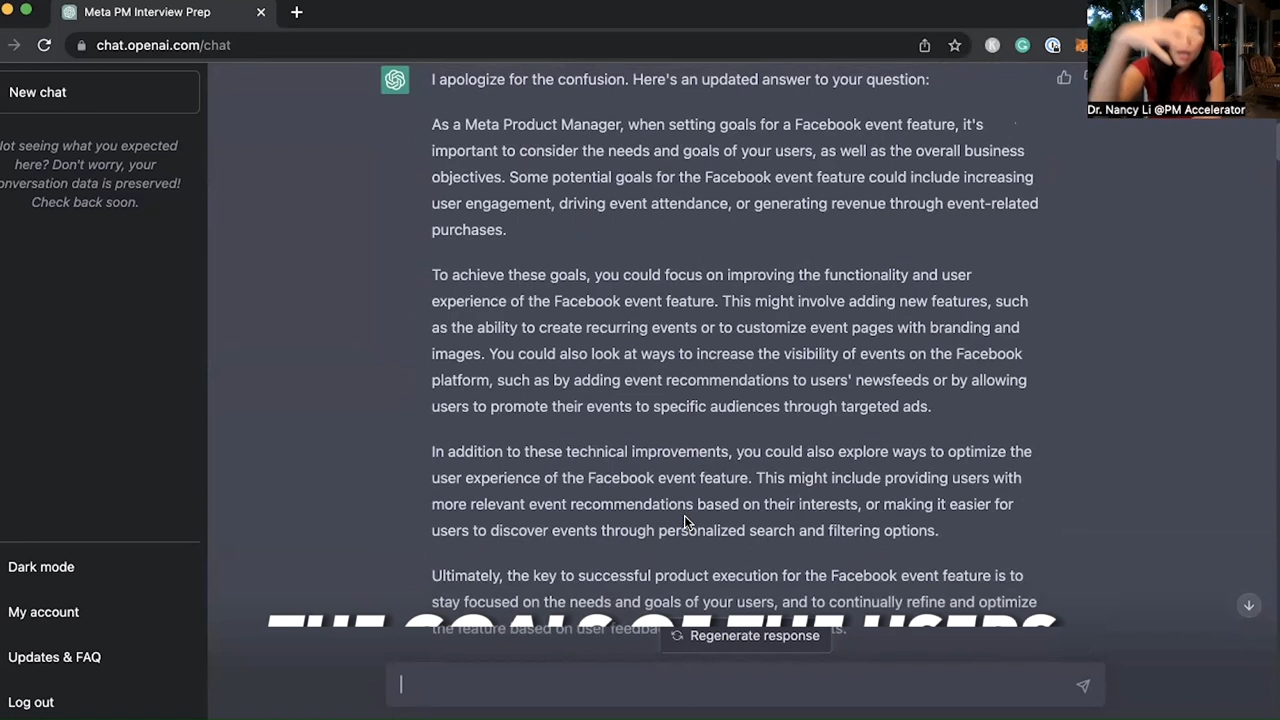 Meta PM Interview Prep
chat.openai.com/chat
Dr. Nancy Li @PM Accelerator
New chat
lot seeing what you expected
here? Don't worry, your
onversation data is preserved!
Check back soon.
I apologize for the confusion. Here's an updated answer to your question:
As a Meta Product Manager, when setting goals for a Facebook event feature, it's
important to consider the needs and goals of your users, as well as the overall business
objectives. Some potential goals for the Facebook event feature could include increasing
user engagement, driving event attendance, or generating revenue through event-related
purchases.
To achieve these goals, you could focus on improving the functionality and user
experience of the Facebook event feature. This might involve adding new features, such
as the ability to create recurring events or to customize event pages with branding and
images. You could also look at ways to increase the visibility of events on the Facebook
platform, such as by adding event recommendations to users' newsfeeds or by allowing
users to promote their events to specific audiences through targeted ads.
In addition to these technical improvements, you could also explore ways to optimize the
user experience of the Facebook event feature. This might include providing users with
more relevant event recommendations based on their interests, or making it easier for
users to discover events through personalized search and filtering options.
Ultimately, the key to successful product execution for the Facebook event feature is to
stay focused on the needs and goals of your users, and to continually refine and optimize
the feature based on user feedba
THE GOALS OF THE USERS
Regenerate response
Dark mode
My account
Updates & FAQ
Log out